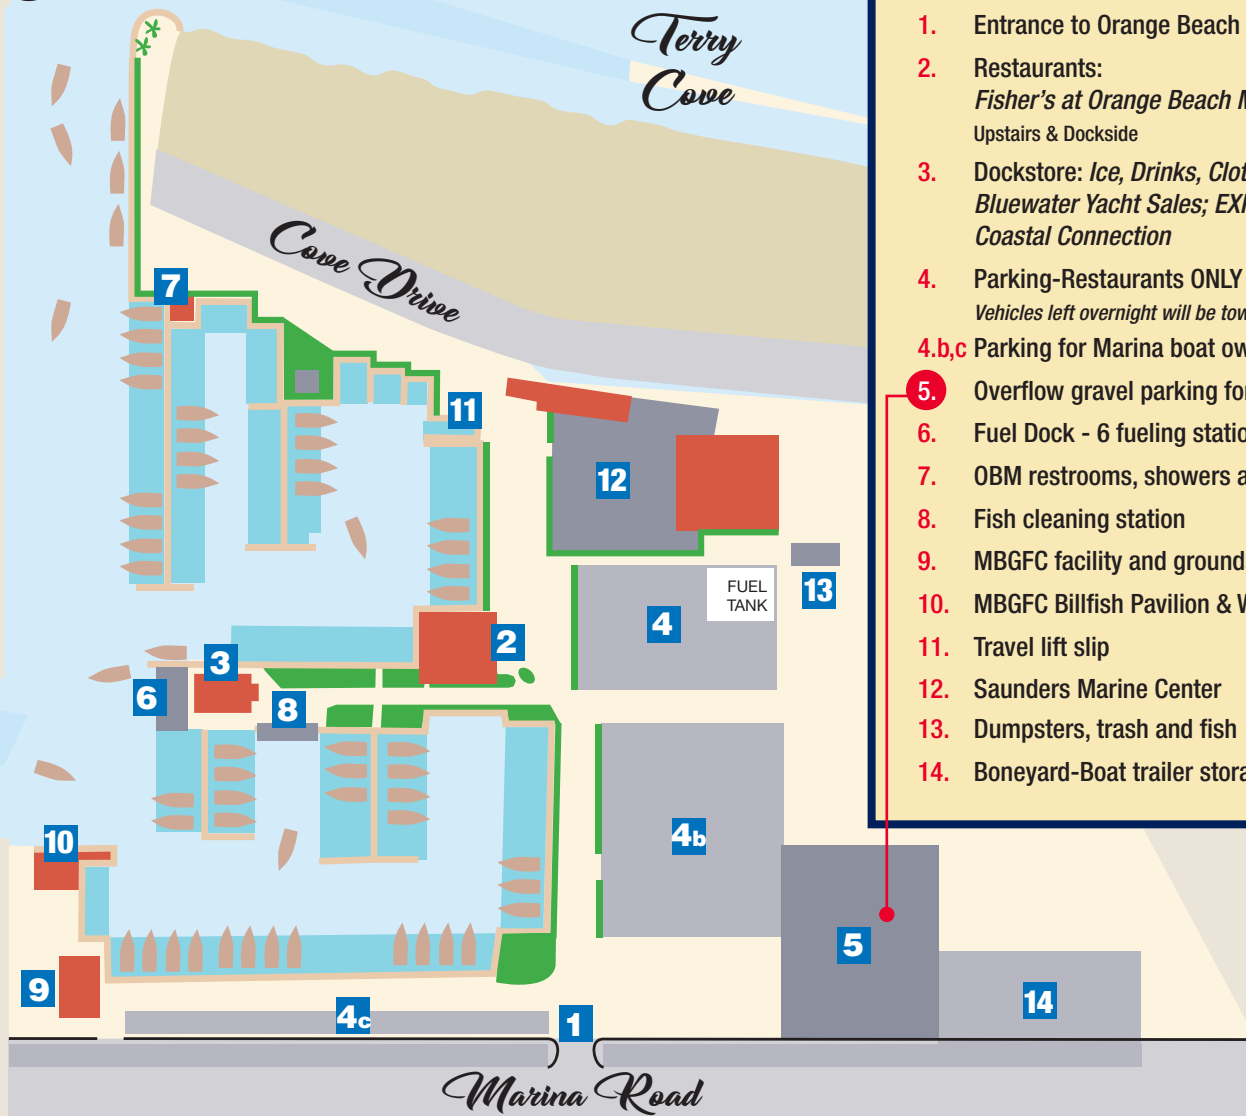 Terry
Cove
Cove Drive
7
11
12
13
FUEL
TANK
4
2
3
6
8
10
4b
5
9
14
4c
1
Marina Road
1. Entrance to Orange Beach
2. Restaurants:
Fisher's at Orange Beach
Upstairs & Dockside
3. Dockstore: Ice, Drinks,
Bluewater Yacht Sales;
Coastal Connection
4. Parking-Restaurants ONLY
Vehicles left overnight will be
4.b,c Parking for Marina boat
5. Overflow gravel parking
6. Fuel Dock - 6 fueling
7. OBM restrooms, showers
8. Fish cleaning station
9. MBGFC facility and
10. MBGFC Billfish Pavilion &
11. Travel lift slip
12. Saunders Marine Center
13. Dumpsters, trash and fish
14. Boneyard-Boat trailer